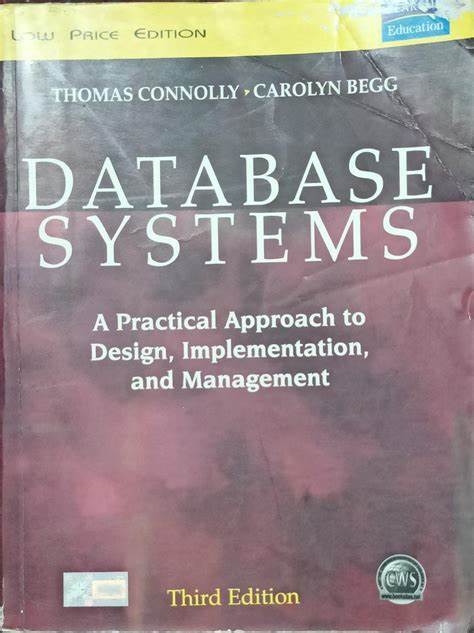 LOW PRICE EDITION
Education
THOMAS CONNOLLY · CAROLYN BEGG
DATABASE
SYSTEMS
A Practical Approach to
Design, Implementation,
and Management
Third Edition